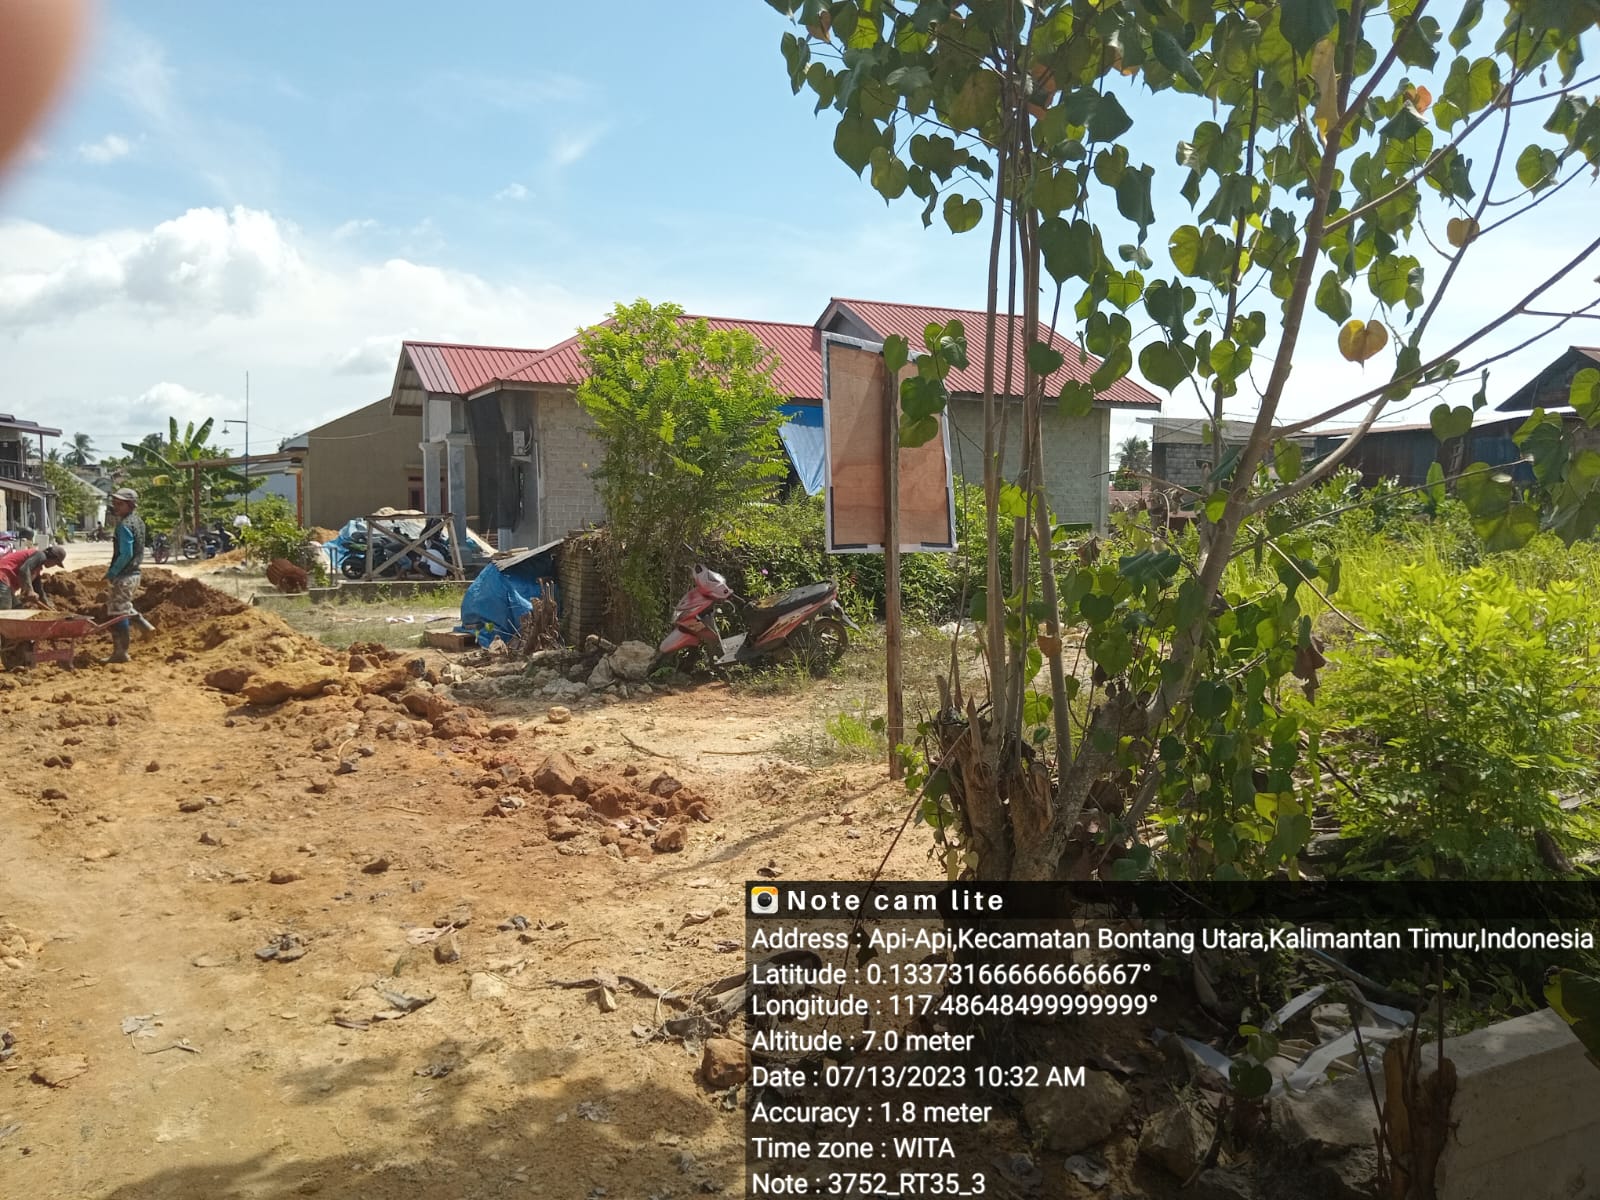 Note cam lite
Address : Api-Api,Kecamatan Bontang Utara,Kalimantan Timur,Indonesia
Latitude : 0.13373166666666667°
Longitude : 117.48648499999999°
Altitude : 7.0 meter
Date : 07/13/2023 10:32 AM
Accuracy : 1.8 meter
Time zone : WITA
Note : 3752_RT35_3